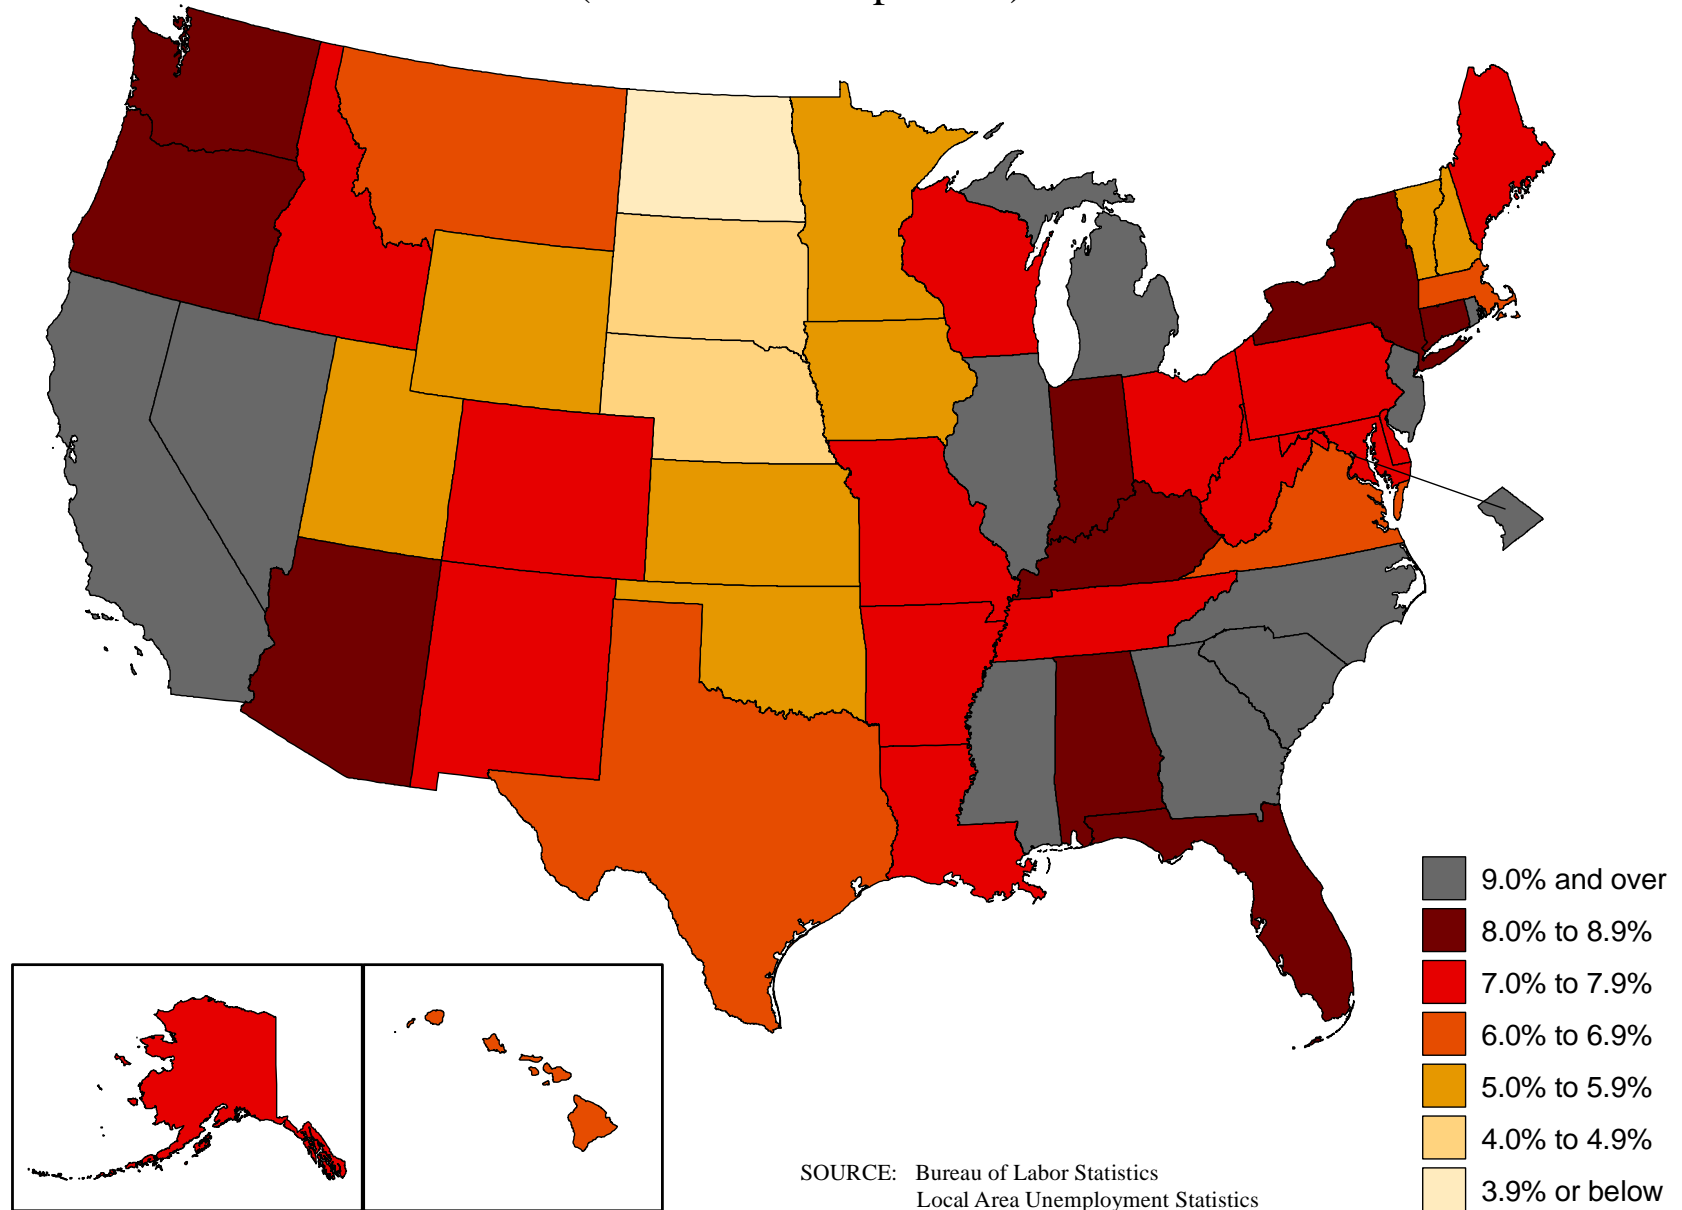 9.0% and over
8.0% to 8.9%
7.0% to 7.9%
6.0% to 6.9%
5.0% to 5.9%
4.0% to 4.9%
3.9% or below
SOURCE: Bureau of Labor Statistics
Local Area Unemployment Statistics